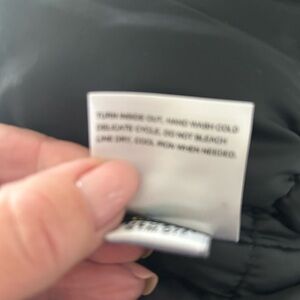 TURN INSIDE OUT, HAND WASH COLD
DELICATE CYCLE, DO NOT BLEACH
LINE DRY, COOL IRON WHEN NEEDED.